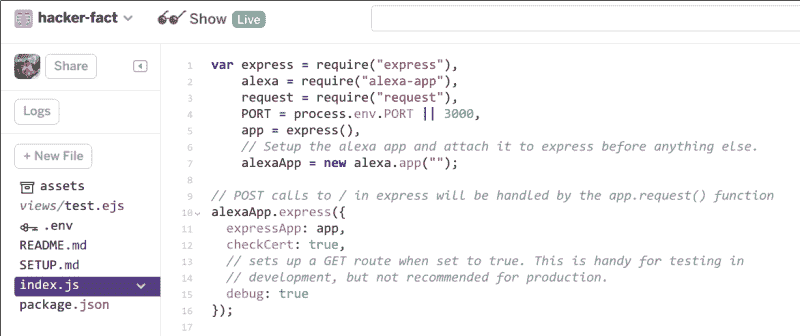 hacker-fact
Show Live
Share
Logs
+ New File
assets
views/test.ejs
.env
README.md
SETUP.md
index.js
package.json
1 var express = require("express"),
2 alexa = require("alexa-app"),
3 request = require("request"),
4 PORT = process.env.PORT || 3000,
5 app = express(),
6 // Setup the alexa app and attach it to express before anything else.
7 alexaApp = new alexa.app("");
8
9 // POST calls to / in express will be handled by the app.request() function
10 alexaApp.express({
11 expressApp: app,
12 checkCert: true,
13 // sets up a GET route when set to true. This is handy for testing in
14 // development, but not recommended for production.
15 debug: true
16 });
17